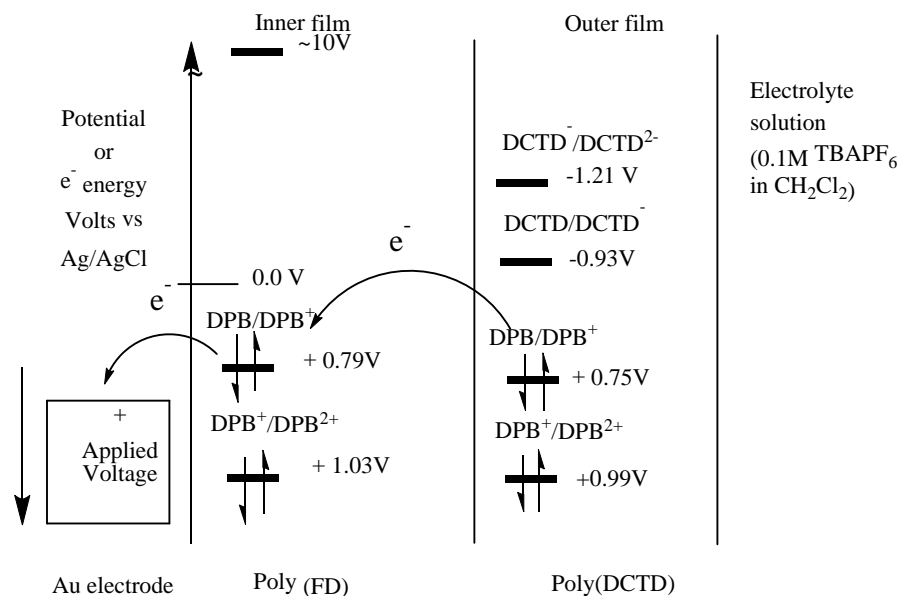 Inner film
Outer film
~10V
~
Potential
or
e⁻ energy
Volts vs
Ag/AgCl
Electrolyte
solution
(0.1M TBAPF₆
in CH₂Cl₂)
DCTD⁻/DCTD²⁻
-1.21 V
DCTD/DCTD⁻
-0.93V
e⁻
e⁻
0.0 V
DPB/DPB⁺
+ 0.79V
DPB/DPB⁺
+ 0.75V
DPB⁺/DPB²⁺
+ 1.03V
DPB⁺/DPB²⁺
+0.99V
+
Applied
Voltage
Au electrode
Poly (FD)
Poly(DCTD)